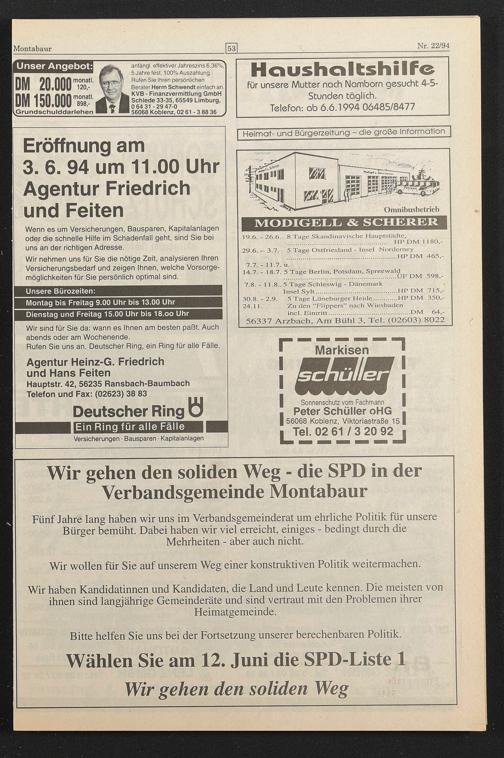 Montabaur
53
Nr. 22/94
Unser Angebot:
DM 20.000 monatl. 120,-
DM 150.000 monatl. 898,-
Grundschulddarlehen
anfängl. effektiver Jahreszins 6,36%,
5 Jahre fest, 100% Auszahlung.
Rufen Sie Ihren persönlichen
Berater Herrn Schwendt einfach an.
KVB - Finanzvermittlung GmbH
Schiede 33-35, 65549 Limburg,
0 64 31 - 29 47-0
56068 Koblenz, 02 61 - 3 88 36
Haushaltshilfe
für unsere Mutter nach Nomborn gesucht 4-5-
Stunden täglich.
Telefon: ab 6.6.1994 06485/8477
Eröffnung am
3. 6. 94 um 11.00 Uhr
Agentur Friedrich
und Feiten
Wenn es um Versicherungen, Bausparen, Kapitalanlagen
oder die schnelle Hilfe im Schadenfall geht, sind Sie bei
uns an der richtigen Adresse.
Wir nehmen uns für Sie die nötige Zeit, analysieren Ihren
Versicherungsbedarf und zeigen Ihnen, welche Vorsorge-
möglichkeiten für Sie persönlich optimal sind.
Unsere Bürozeiten:
Montag bis Freitag 9.00 Uhr bis 13.00 Uhr
Dienstag und Freitag 15.00 Uhr bis 18.00 Uhr
Wir sind für Sie da: wann es Ihnen am besten paßt. Auch
abends oder am Wochenende.
Rufen Sie uns an. Deutscher Ring, ein Ring für alle Fälle.
Agentur Heinz-G. Friedrich
und Hans Feiten
Hauptstr. 42, 56235 Ransbach-Baumbach
Telefon und Fax: (02623) 38 83
Deutscher Ring
Ein Ring für alle Fälle
Versicherungen · Bausparen · Kapitalanlagen
Heimat- und Bürgerzeitung – die große Information
Omnibusbetrieb
MODIGELL & SCHERER
19.6. - 26.6. 8 Tage Skandinavische Hauptstädte,
HP DM 1180,-
29.6. - 3.7. 5 Tage Ostfriesland - Insel Norderney
HP DM 465,-
7.7. - 11.7. u.
14.7. - 18.7. 5 Tage Berlin, Potsdam, Spreewald
ÜF DM 598,-
7.8. - 11.8. 5 Tage Schleswig - Dänemark
Insel Sylt HP DM 715,-
30.8. - 2.9. 5 Tage Lüneburger Heide HP DM 350,-
24.11. Zu den "Flippers" nach Wiesbaden
incl. Eintritt DM 64,-
56337 Arzbach, Am Bühl 3, Tel. (02603) 8022
Markisen
schüller
Sonnenschutz vom Fachmann
Peter Schüller oHG
56068 Koblenz, Viktoriastraße 15
Tel. 02 61 / 3 20 92
Wir gehen den soliden Weg - die SPD in der
Verbandsgemeinde Montabaur
Fünf Jahre lang haben wir uns im Verbandsgemeinderat um ehrliche Politik für unsere
Bürger bemüht. Dabei haben wir viel erreicht, einiges - bedingt durch die
Mehrheiten - aber auch nicht.
Wir wollen für Sie auf unserem Weg einer konstruktiven Politik weitermachen.
Wir haben Kandidatinnen und Kandidaten, die Land und Leute kennen. Die meisten von
ihnen sind langjährige Gemeinderäte und sind vertraut mit den Problemen ihrer
Heimatgemeinde.
Bitte helfen Sie uns bei der Fortsetzung unserer berechenbaren Politik.
Wählen Sie am 12. Juni die SPD-Liste 1
Wir gehen den soliden Weg